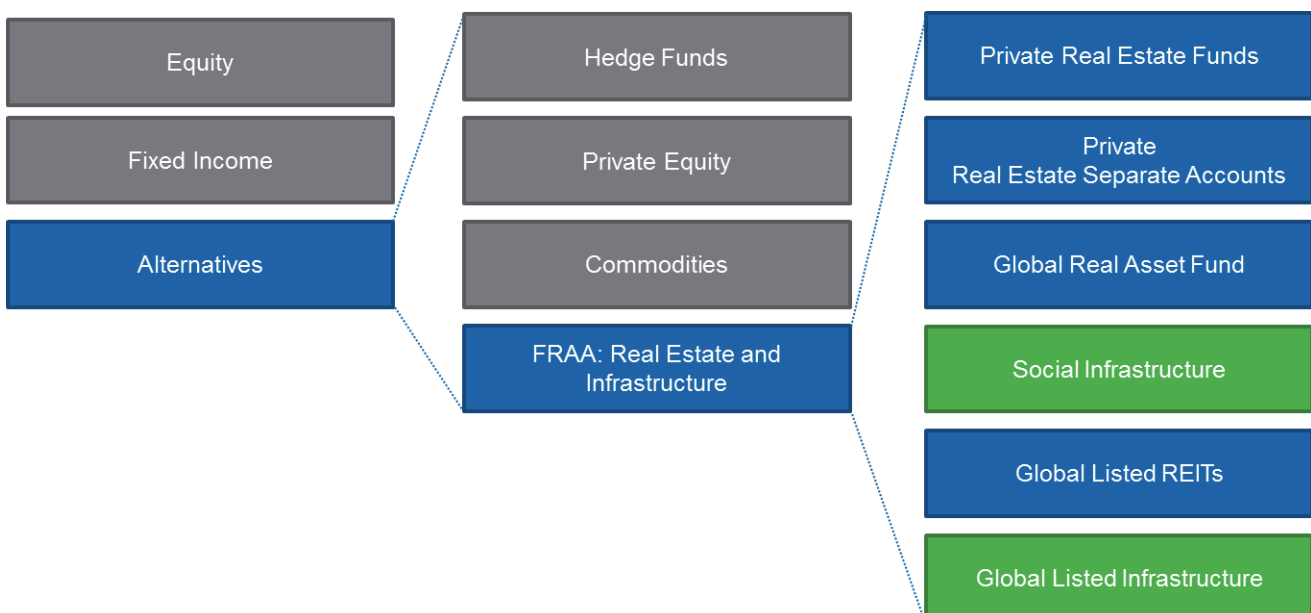 Equity
Fixed Income
Alternatives
Hedge Funds
Private Equity
Commodities
FRAA: Real Estate and
Infrastructure
Private Real Estate Funds
Private
Real Estate Separate Accounts
Global Real Asset Fund
Social Infrastructure
Global Listed REITs
Global Listed Infrastructure